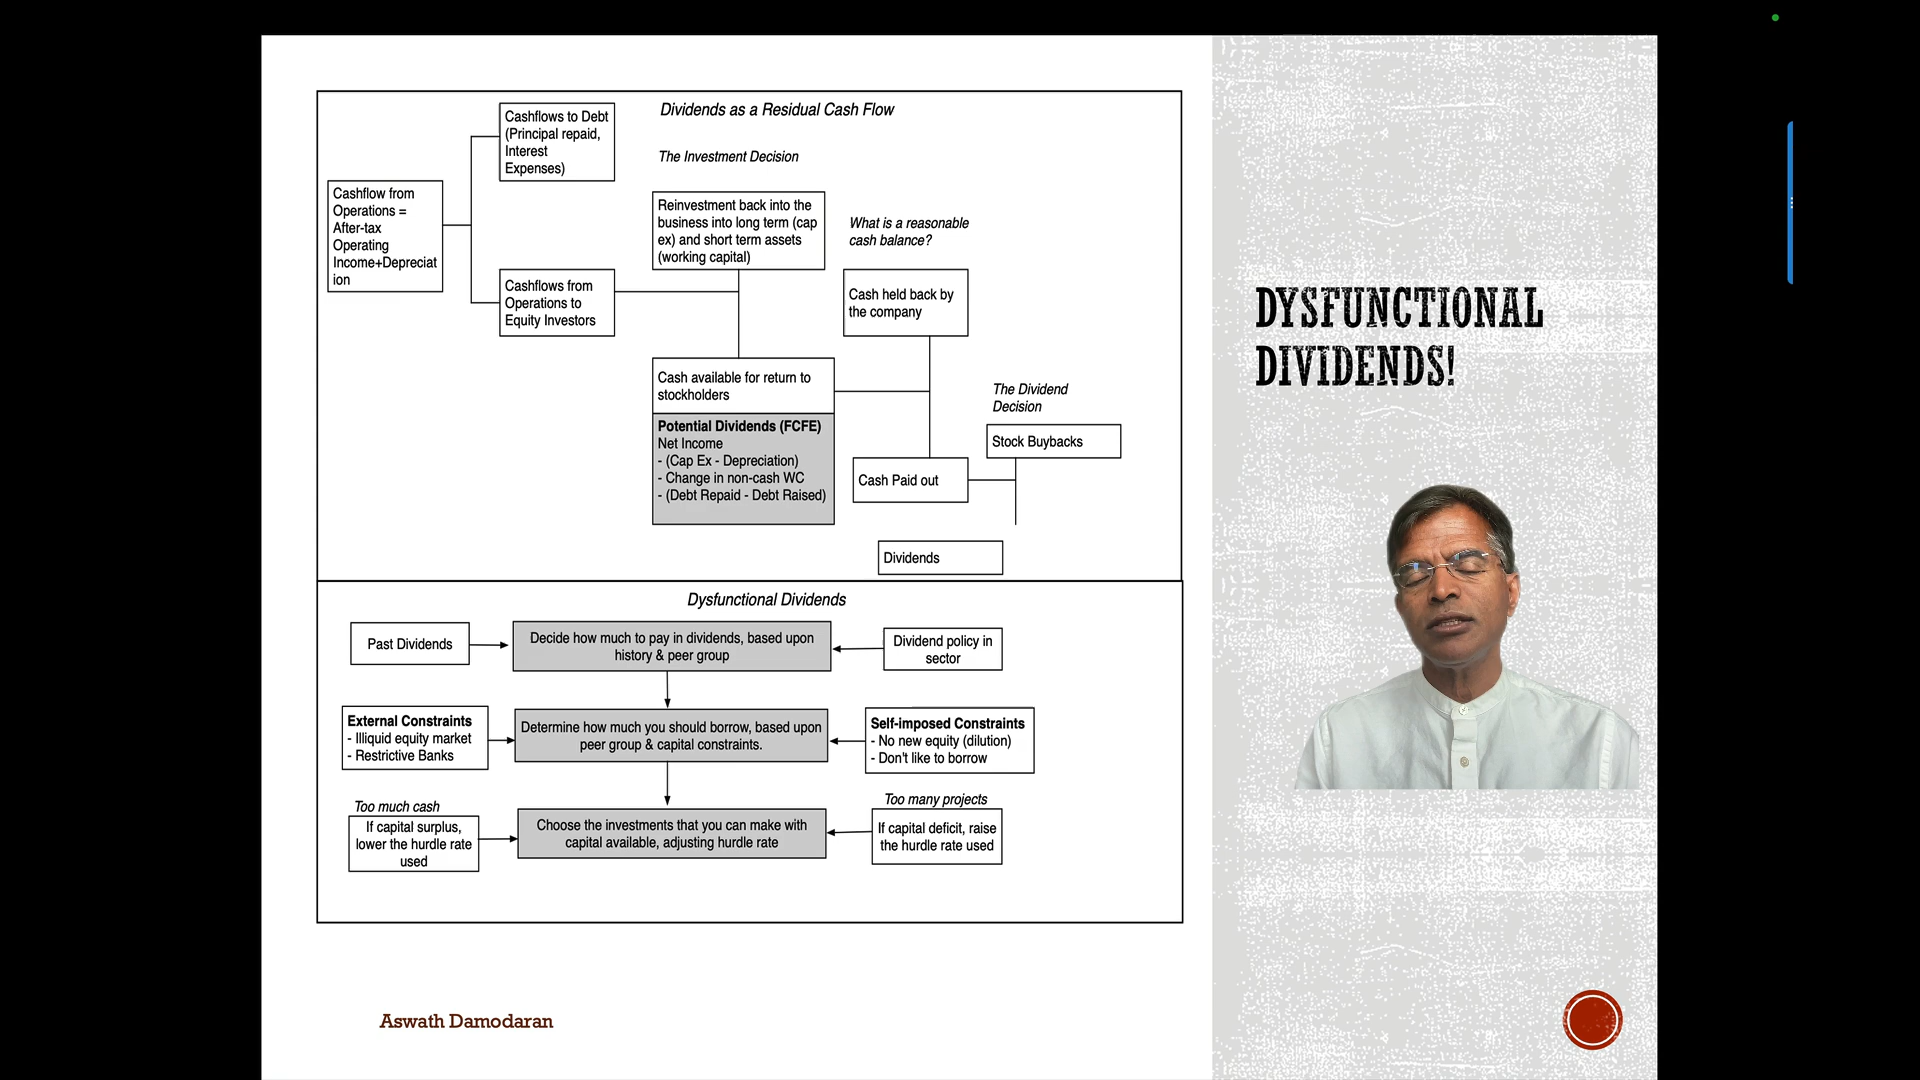 Dividends as a Residual Cash Flow
Cashflows to Debt
(Principal repaid,
Interest
Expenses)
The Investment Decision
Cashflow from
Operations =
After-tax
Operating
Income+Depreciat
ion
Reinvestment back into the
business into long term (cap
ex) and short term assets
(working capital)
What is a reasonable
cash balance?
Cashflows from
Operations to
Equity Investors
Cash held back by
the company
Cash available for return to
stockholders
The Dividend
Decision
Potential Dividends (FCFE)
Net Income
- (Cap Ex - Depreciation)
- Change in non-cash WC
- (Debt Repaid - Debt Raised)
Stock Buybacks
Cash Paid out
Dividends
Dysfunctional Dividends
Past Dividends
Decide how much to pay in dividends, based upon
history & peer group
Dividend policy in
sector
External Constraints
- Illiquid equity market
- Restrictive Banks
Determine how much you should borrow, based upon
peer group & capital constraints.
Self-imposed Constraints
- No new equity (dilution)
- Don't like to borrow
Too much cash
If capital surplus,
lower the hurdle rate
used
Choose the investments that you can make with
capital available, adjusting hurdle rate
Too many projects
If capital deficit, raise
the hurdle rate used
DYSFUNCTIONAL
DIVIDENDS!
Aswath Damodaran